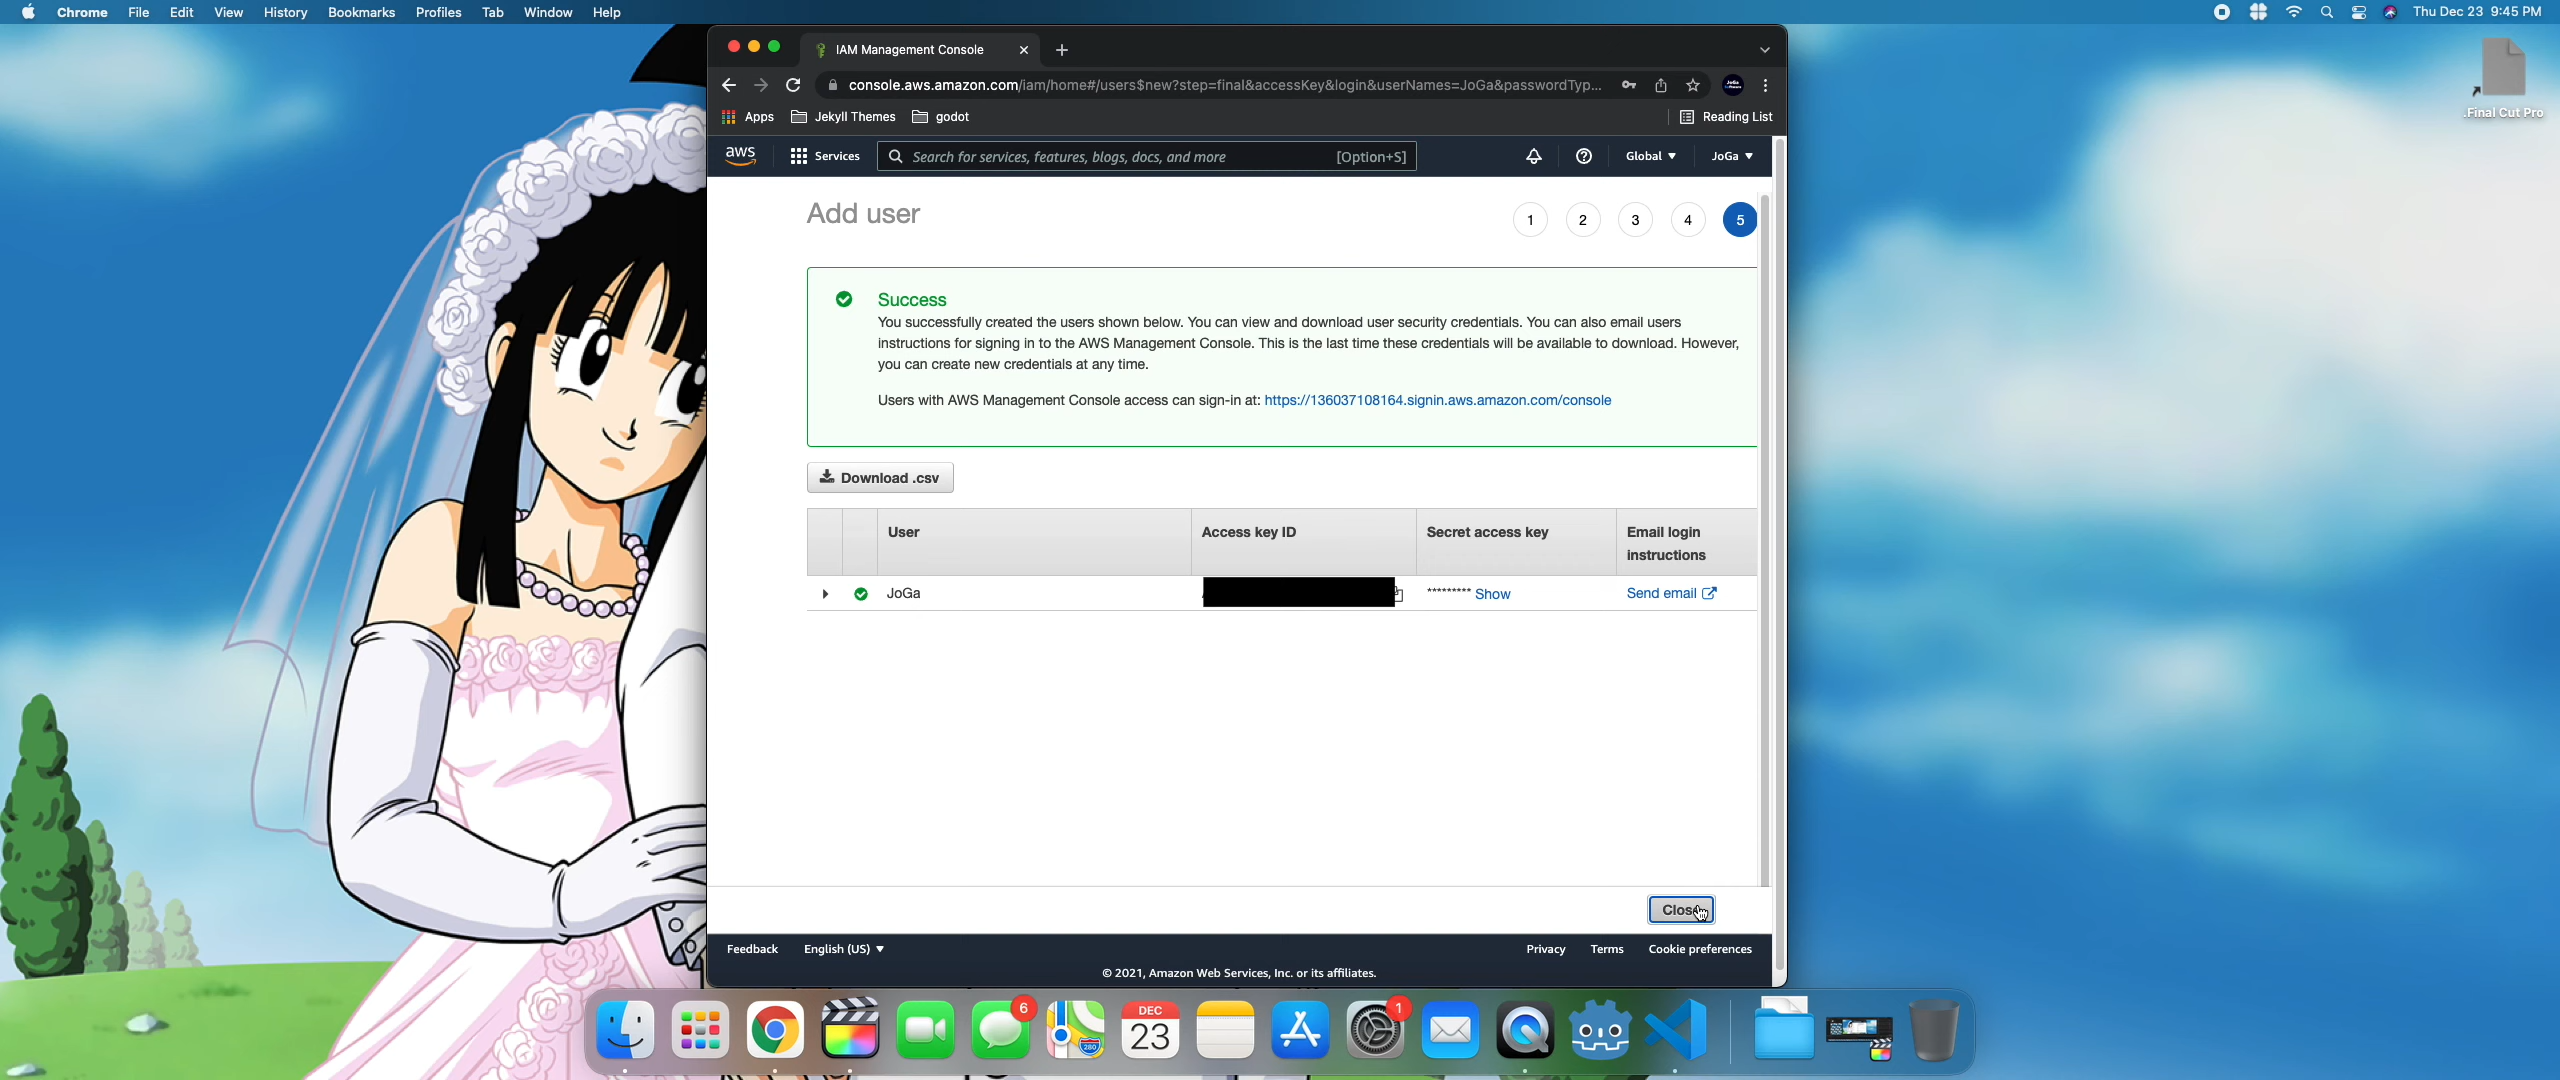 Chrome File Edit View History Bookmarks Profiles Tab Window Help
Thu Dec 23 9:45 PM
.Final Cut Pro
IAM Management Console
console.aws.amazon.com/iam/home#/users$new?step=final&accessKey&login&userNames=JoGa&passwordTyp...
Apps Jekyll Themes godot Reading List
aws Services Search for services, features, blogs, docs, and more [Option+S] Global JoGa
Add user
1 2 3 4 5
Success
You successfully created the users shown below. You can view and download user security credentials. You can also email users
instructions for signing in to the AWS Management Console. This is the last time these credentials will be available to download. However,
you can create new credentials at any time.
Users with AWS Management Console access can sign-in at: https://136037108164.signin.aws.amazon.com/console
Download .csv
User Access key ID Secret access key Email login
instructions
JoGa ********* Show Send email
Close
Feedback English (US) Privacy Terms Cookie preferences
© 2021, Amazon Web Services, Inc. or its affiliates.
6
DEC
23
280
1